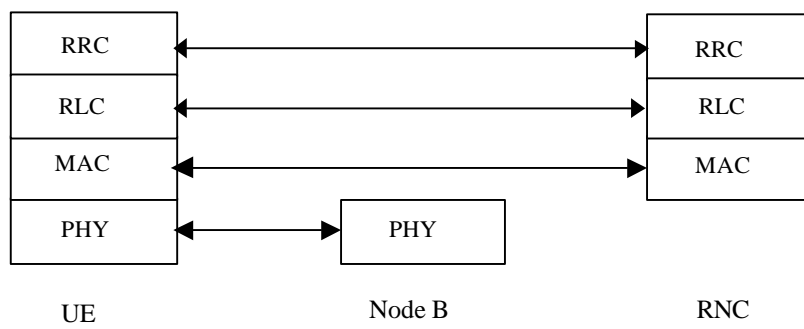 RRC RRC
RLC RLC
MAC MAC
PHY PHY
UE Node B RNC